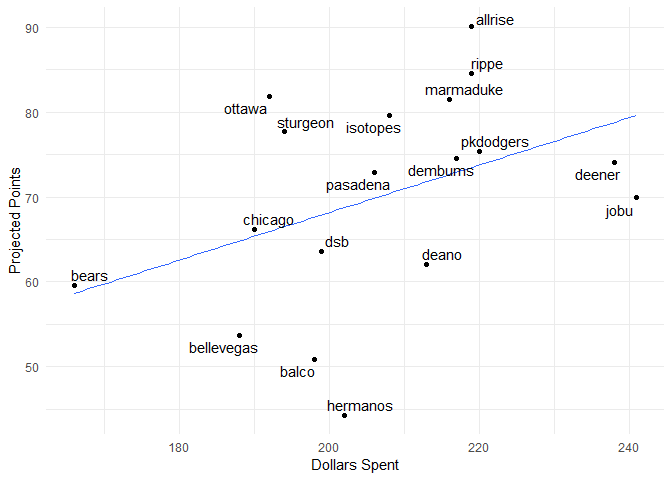 90
allrise
rippe
marmaduke
80
ottawa
sturgeon
isotopes
pkdodgers
dembums
deener
pasadena
70
jobu
chicago
dsb
deano
bears
60
bellevegas
balco
50
hermanos
Projected Points
180
200
220
240
Dollars Spent